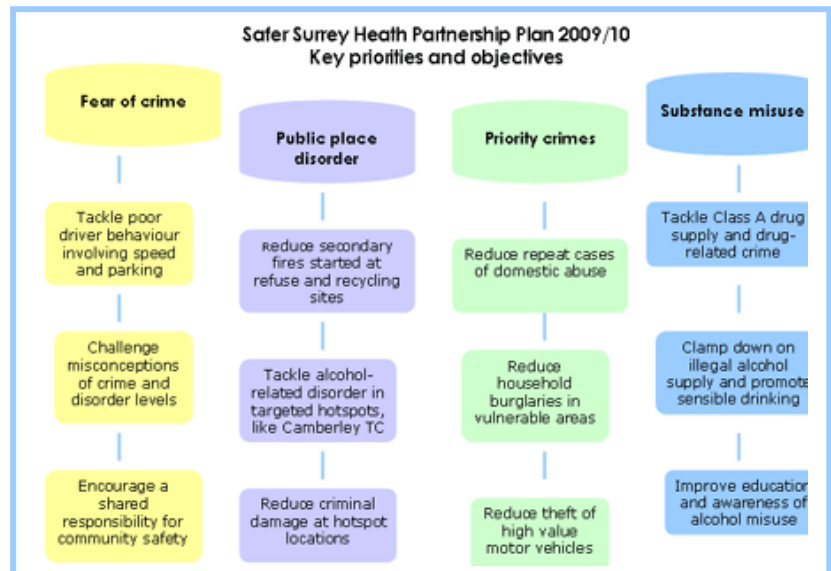 Safer Surrey Heath Partnership Plan 2009/10
Key priorities and objectives
Fear of crime
Tackle poor
driver behaviour
involving speed
and parking
Challenge
misconceptions
of crime and
disorder levels
Encourage a
shared
responsibility for
community safety
Public place
disorder
Reduce secondary
fires started at
refuse and recycling
sites
Tackle alcohol-
related disorder in
targeted hotspots,
like Camberley TC
Reduce criminal
damage at hotspot
locations
Priority crimes
Reduce repeat cases
of domestic abuse
Reduce
household
burglaries in
vulnerable areas
Reduce theft of
high value
motor vehicles
Substance misuse
Tackle Class A drug
supply and drug-
related crime
Clamp down on
illegal alcohol
supply and promote
sensible drinking
Improve education
and awareness of
alcohol misuse